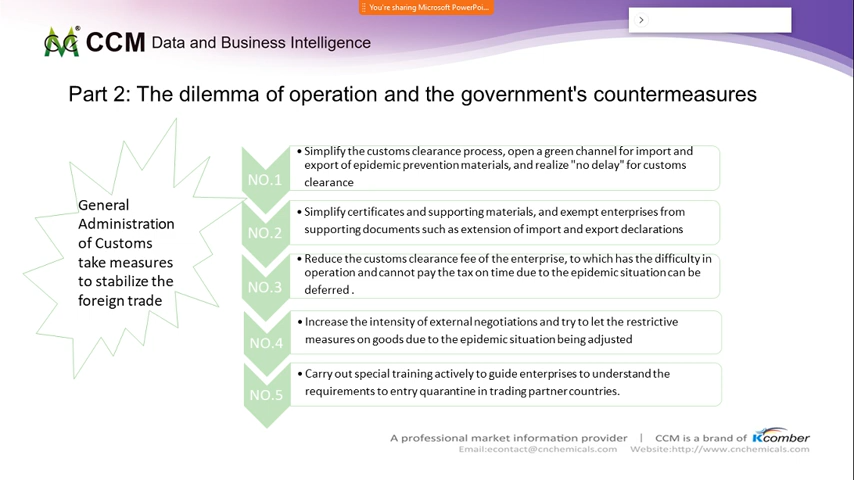 You're sharing Microsoft PowerPoi...
CCM Data and Business Intelligence
Part 2: The dilemma of operation and the government's countermeasures
General
Administration
of Customs
take measures
to stabilize the
foreign trade
NO.1
• Simplify the customs clearance process, open a green channel for import and
export of epidemic prevention materials, and realize "no delay" for customs
clearance
NO.2
• Simplify certificates and supporting materials, and exempt enterprises from
supporting documents such as extension of import and export declarations
NO.3
• Reduce the customs clearance fee of the enterprise, to which has the difficulty in
operation and cannot pay the tax on time due to the epidemic situation can be
deferred .
NO.4
• Increase the intensity of external negotiations and try to let the restrictive
measures on goods due to the epidemic situation being adjusted
NO.5
• Carry out special training actively to guide enterprises to understand the
requirements to entry quarantine in trading partner countries.
A professional market information provider | CCM is a brand of Kcomber
Email:econtact@cnchemicals.com Website:http://www.cnchemicals.com